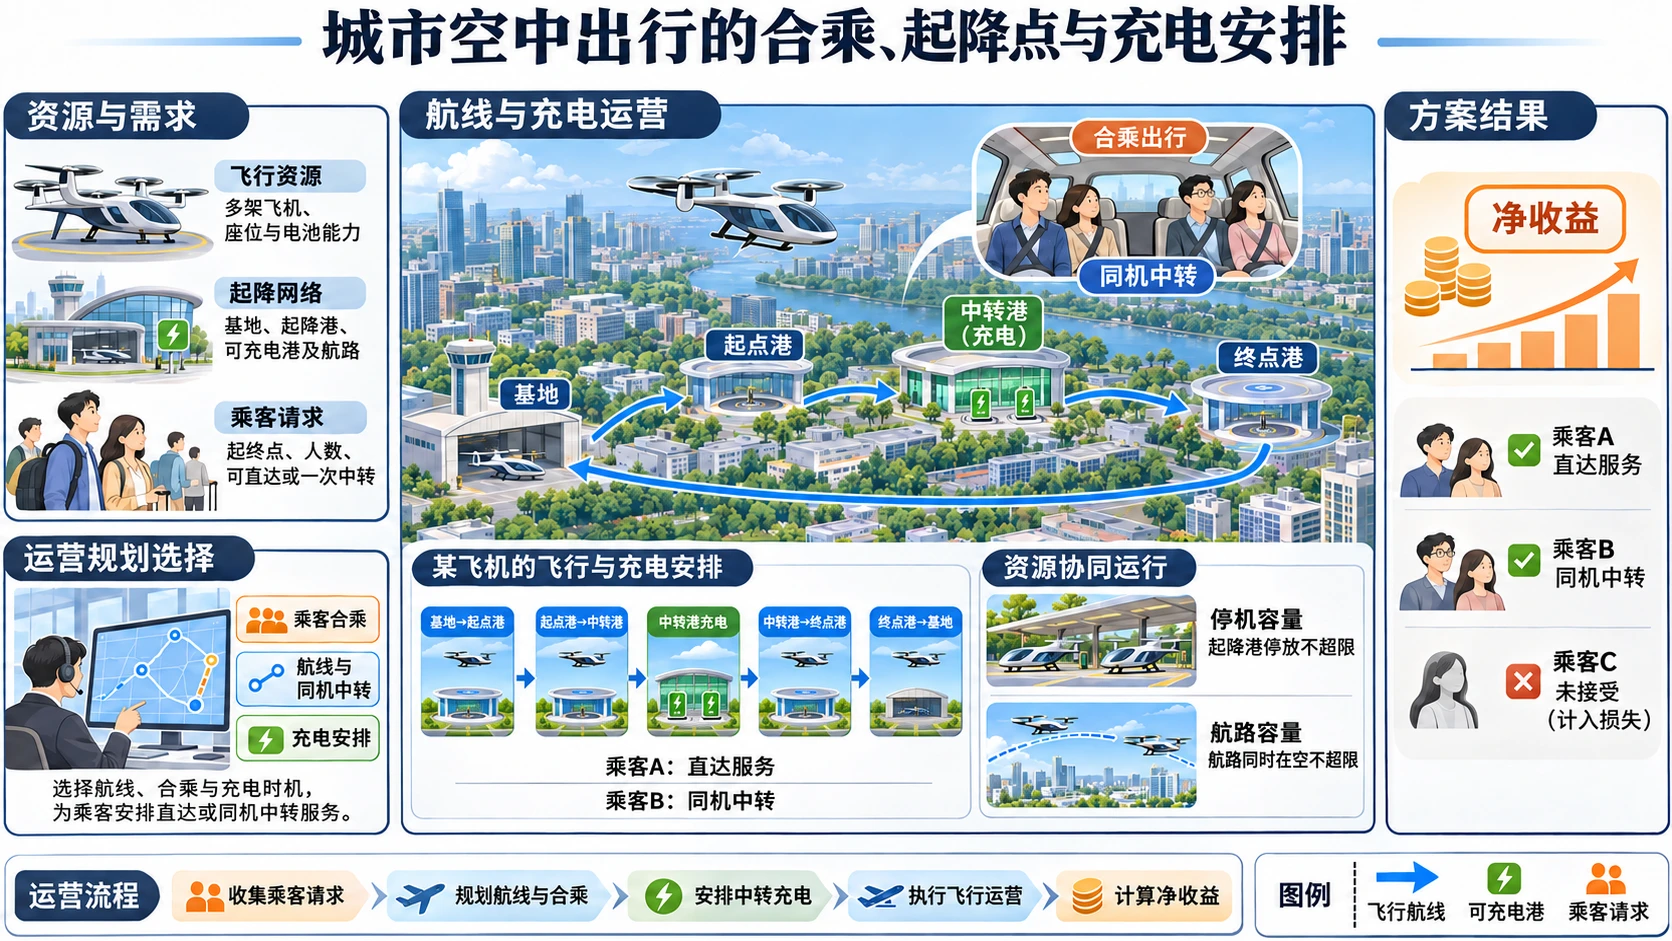 城市空中出行的合乘、起降点与充电安排
资源与需求
飞行资源
多架飞机、
座位与电池能力
起降网络
基地、起降港、
可充电港及航路
乘客请求
起终点、人数、
可直达或一次中转
运营规划选择
乘客合乘
航线与
同机中转
充电安排
选择航线、合乘与充电时机，
为乘客安排直达或同机中转服务。
航线与充电运营
合乘出行
同机中转
基地
起点港
中转港
（充电）
终点港
某飞机的飞行与充电安排
基地→起点港
起点港→中转港
中转港充电
中转港→终点港
终点港→基地
乘客A：直达服务
乘客B：同机中转
资源协同运行
停机容量
起降港停放不超限
航路容量
航路同时在空不超限
方案结果
净收益
乘客A
直达服务
乘客B
同机中转
乘客C
未接受
（计入损失）
运营流程
收集乘客请求
规划航线与合乘
安排中转充电
执行飞行运营
计算净收益
图例
飞行航线
可充电港
乘客请求